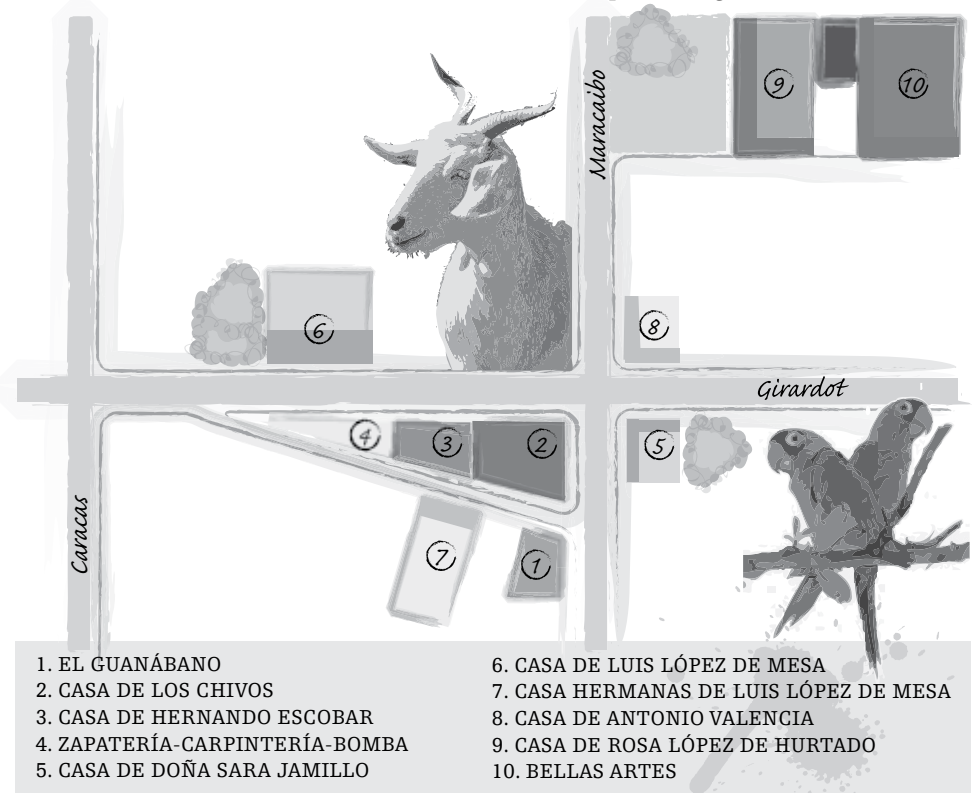 Maracaibo
9
10
6
8
Girardot
4
3
2
5
Caracas
7
1
1. EL GUANÁBANO
2. CASA DE LOS CHIVOS
3. CASA DE HERNANDO ESCOBAR
4. ZAPATERÍA-CARPINTERÍA-BOMBA
5. CASA DE DOÑA SARA JAMILLO
6. CASA DE LUIS LÓPEZ DE MESA
7. CASA HERMANAS DE LUIS LÓPEZ DE MESA
8. CASA DE ANTONIO VALENCIA
9. CASA DE ROSA LÓPEZ DE HURTADO
10. BELLAS ARTES